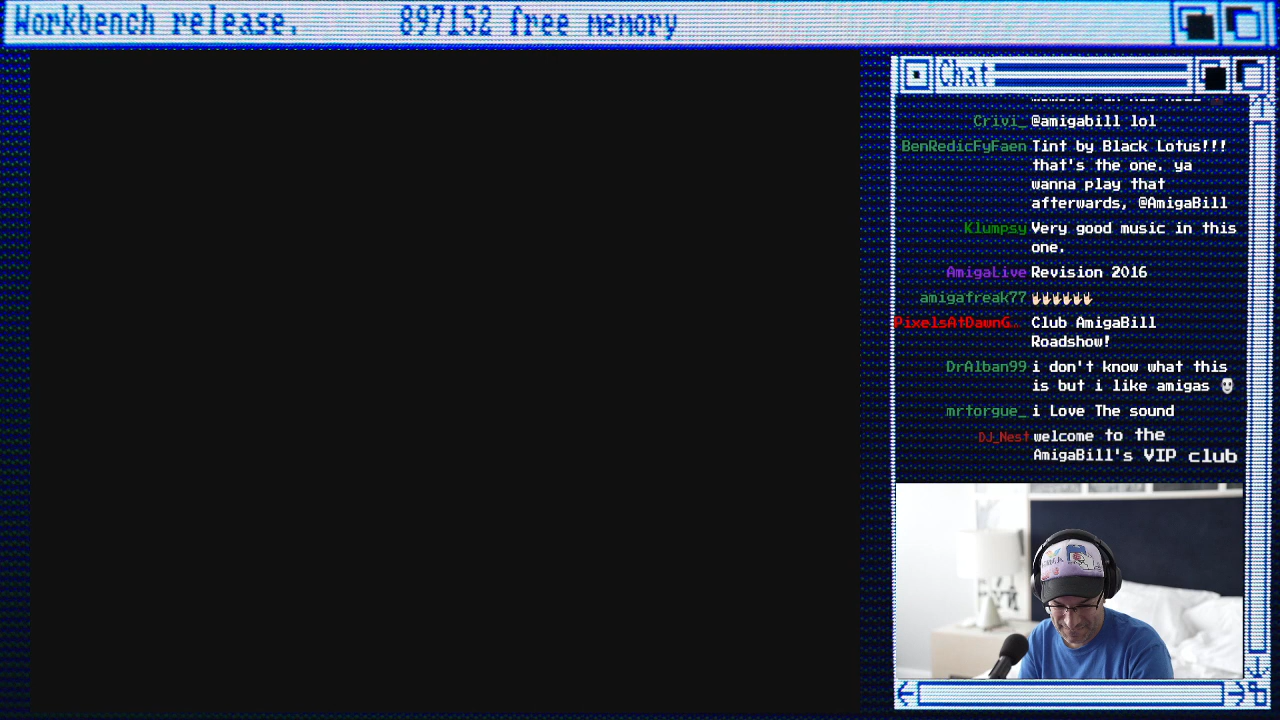 Workbench release. 897152 free memory
Chat
Crivi_ @amigabill lol
BenRedicFyFaen Tint by Black Lotus!!!
that's the one. ya
wanna play that
afterwards, @AmigaBill
Klumpsy Very good music in this
one.
AmigaLive Revision 2016
amigafreak77
PixelsAtDawnG.. Club AmigaBill
Roadshow!
DrAlban99 i don't know what this
is but i like amigas
mrtorgue_ i Love The sound
DJ_Nest welcome to the
AmigaBill's VIP club